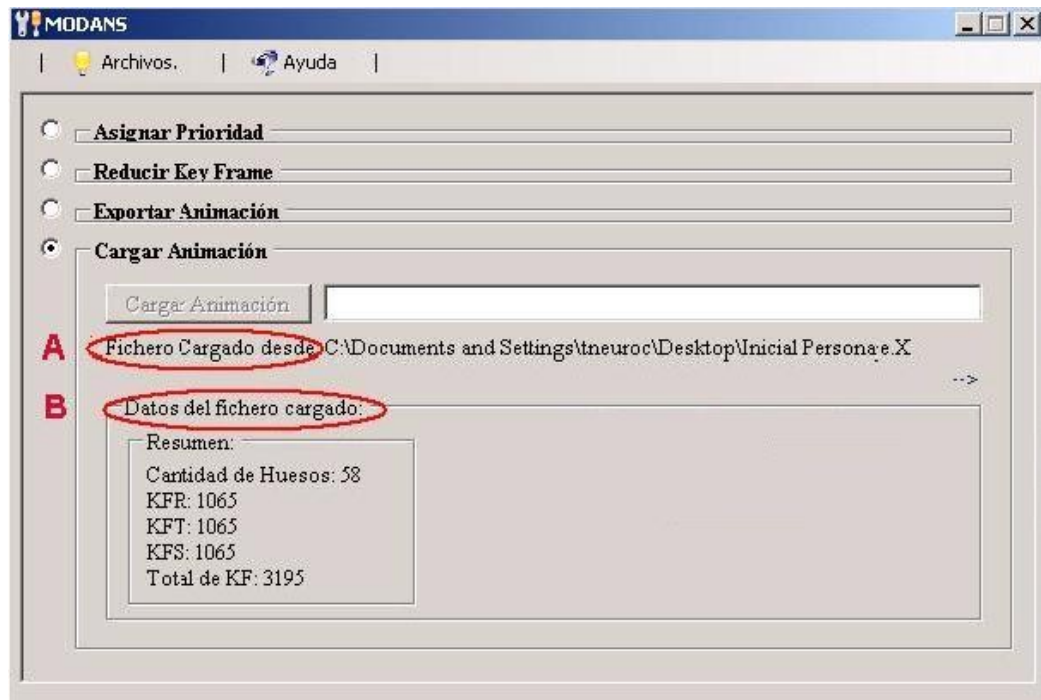 MODANS
| Archivos. | Ayuda |
Asignar Prioridad
Reducir Key Frame
Exportar Animación
Cargar Animación
Cargar Animación
A Fichero Cargado desde C:\Documents and Settings\tneuroc\Desktop\Inicial Persona:e.X
-->
B Datos del fichero cargado:
Resumen:
Cantidad de Huesos: 58
KFR: 1065
KFT: 1065
KFS: 1065
Total de KF: 3195